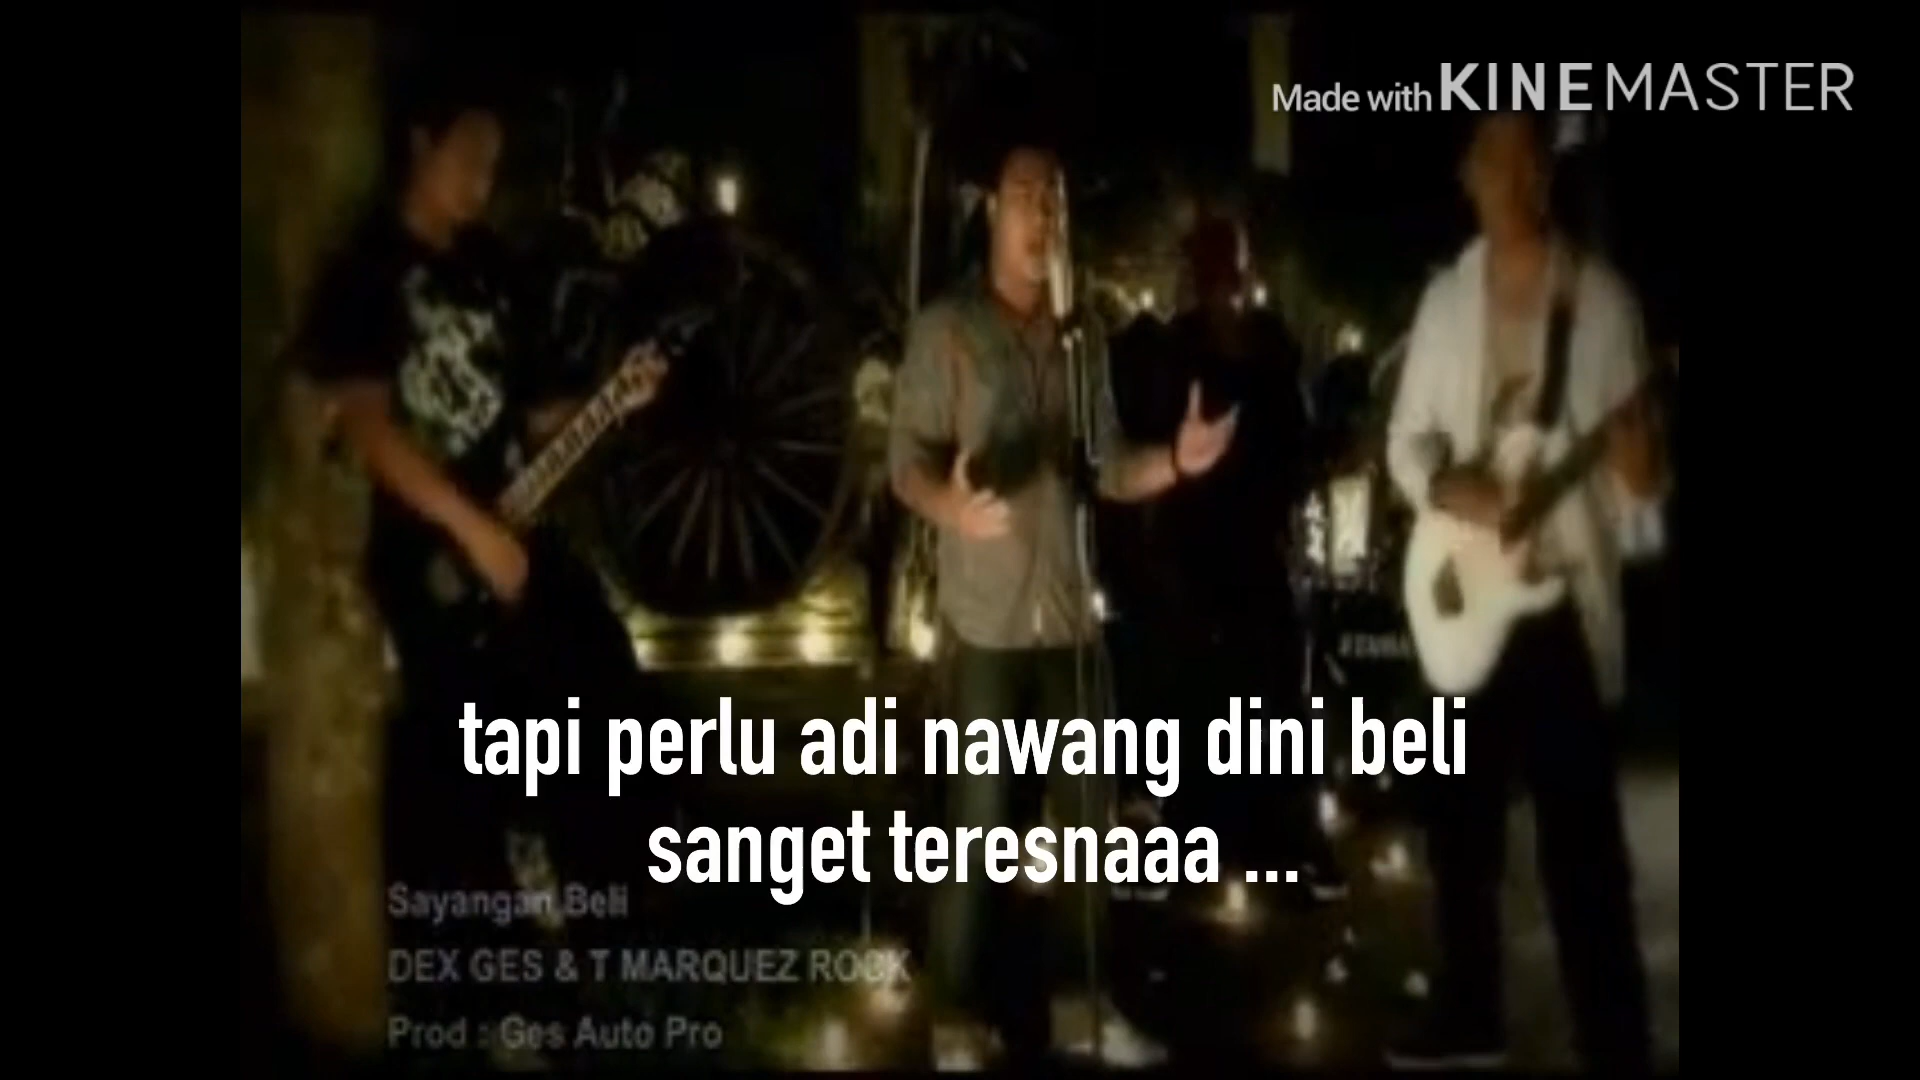 Made with KINEMASTER
tapi perlu adi nawang dini beli
sanget teresnaaa ...
Sayangan Beli
DEX GES & T MARQUEZ ROCK
Prod : Ges Auto Pro